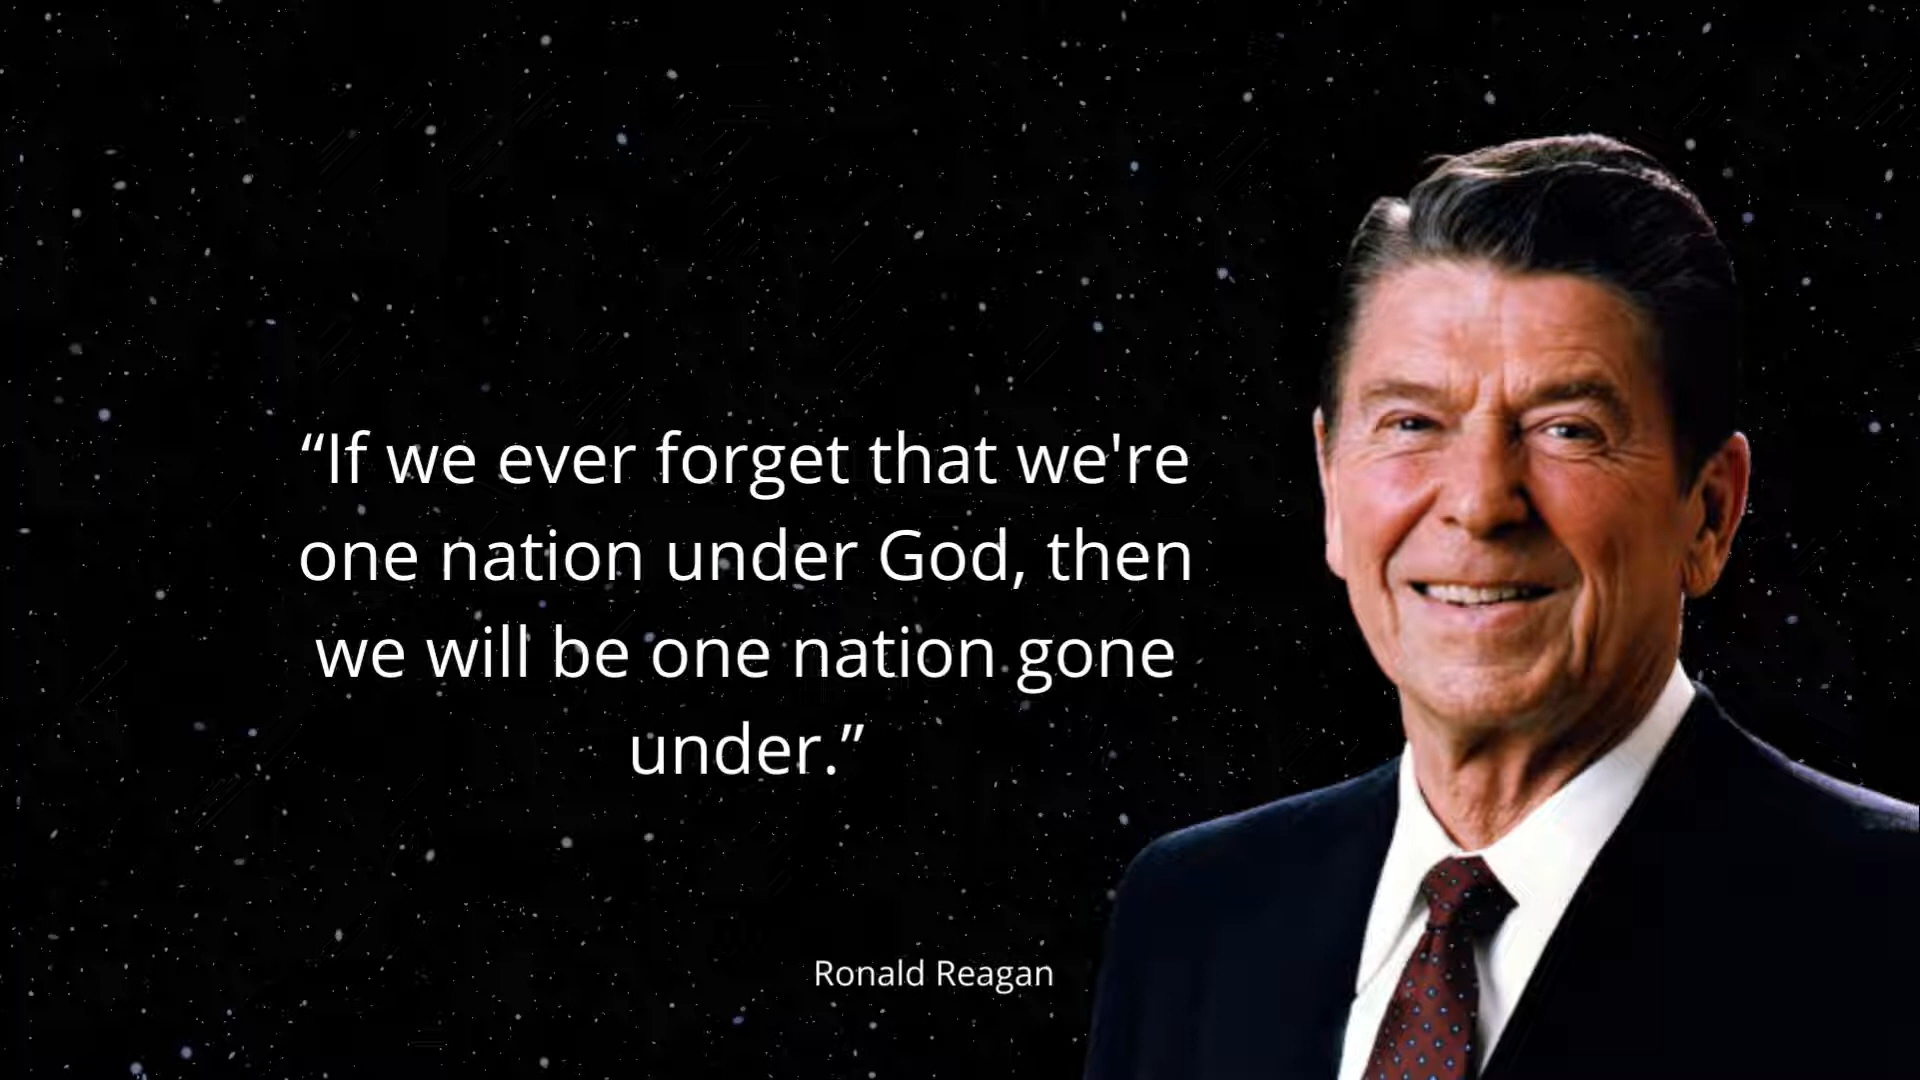 “If we ever forget that we're
one nation under God, then
we will be one nation gone
under.”
Ronald Reagan